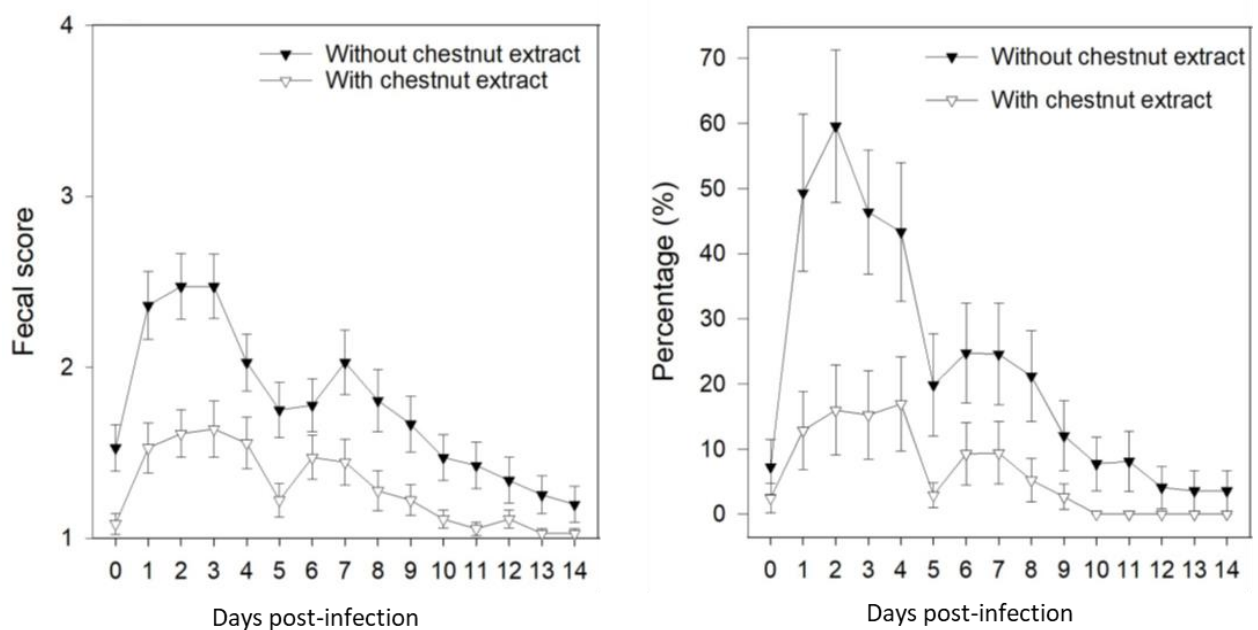 4
3
2
1
Fecal score
Without chestnut extract
With chestnut extract
0 1 2 3 4 5 6 7 8 9 10 11 12 13 14
Days post-infection
70
60
50
40
30
20
10
0
Percentage (%)
Without chestnut extract
With chestnut extract
0 1 2 3 4 5 6 7 8 9 10 11 12 13 14
Days post-infection